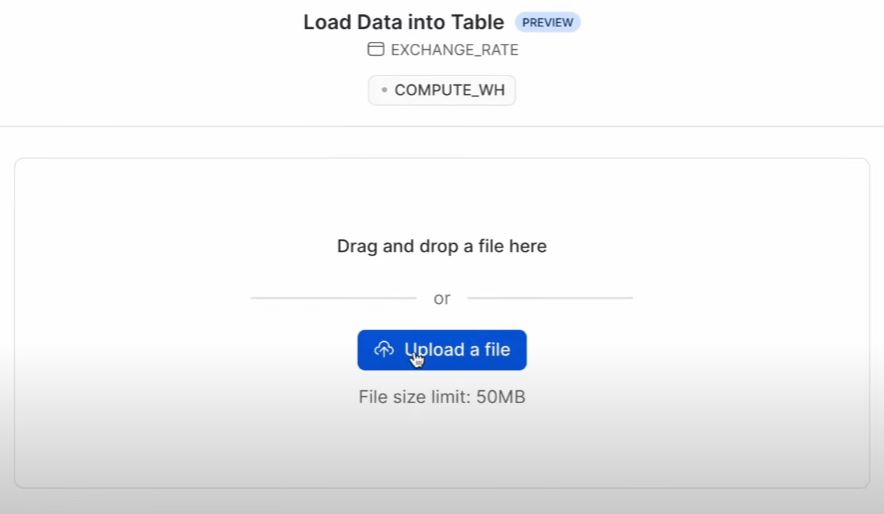 Load Data into Table PREVIEW
EXCHANGE_RATE
COMPUTE_WH
Drag and drop a file here
or
Upload a file
File size limit: 50MB